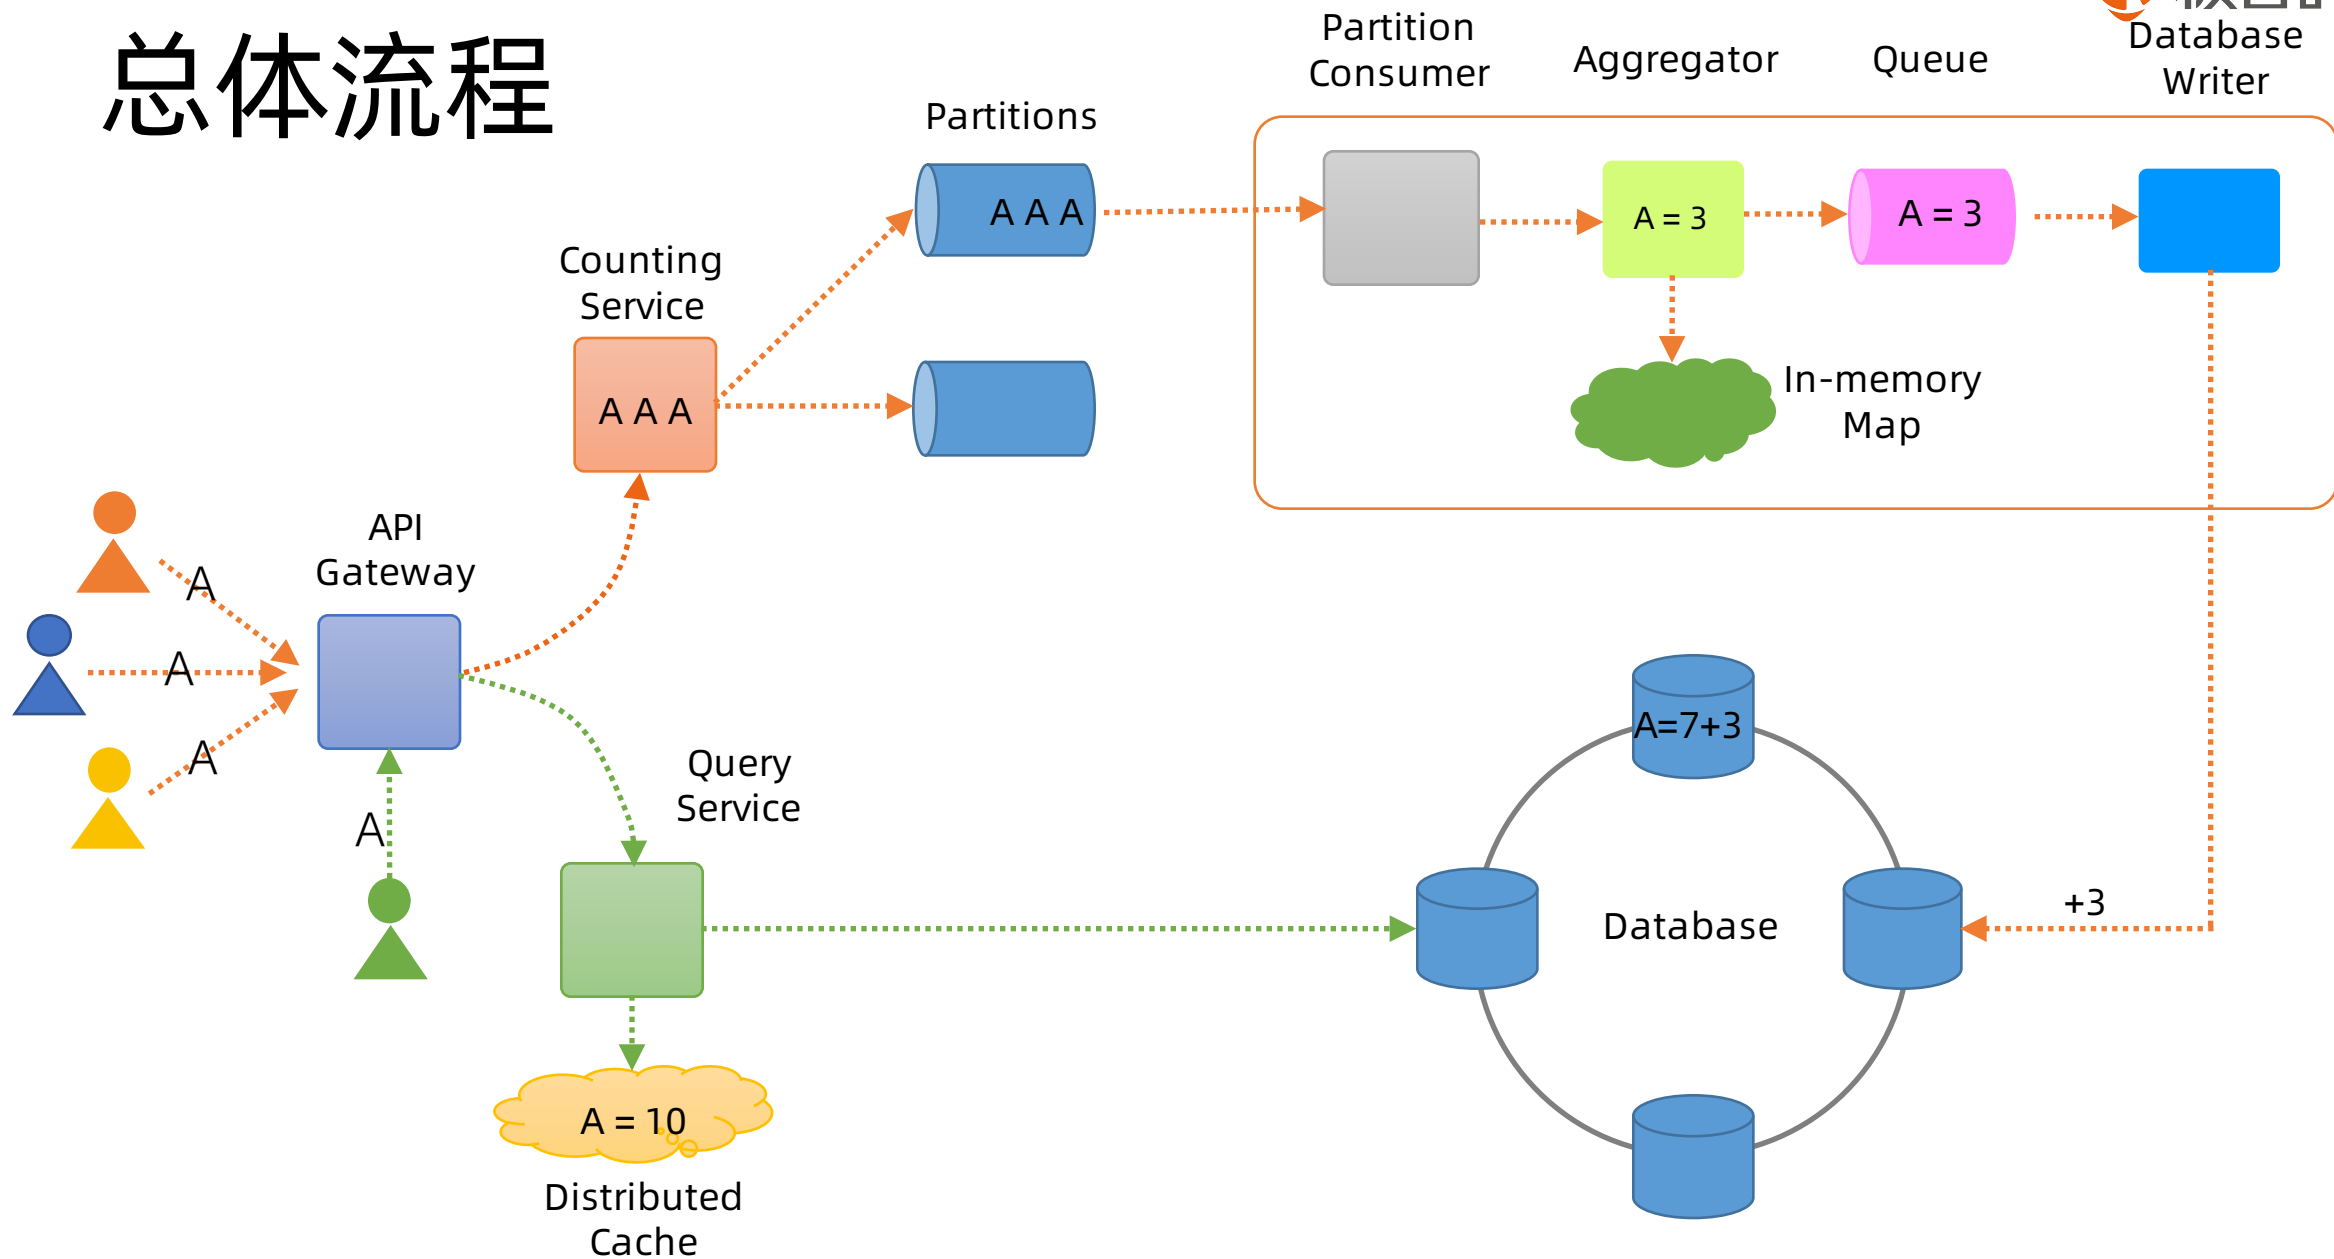 总体流程
Partition
Consumer
Aggregator
Queue
Database
Writer
Partitions
A A A
A = 3
A = 3
Counting
Service
A A A
In-memory
Map
API
Gateway
A
A
A
A
Query
Service
A=7+3
Database
+3
A = 10
Distributed
Cache